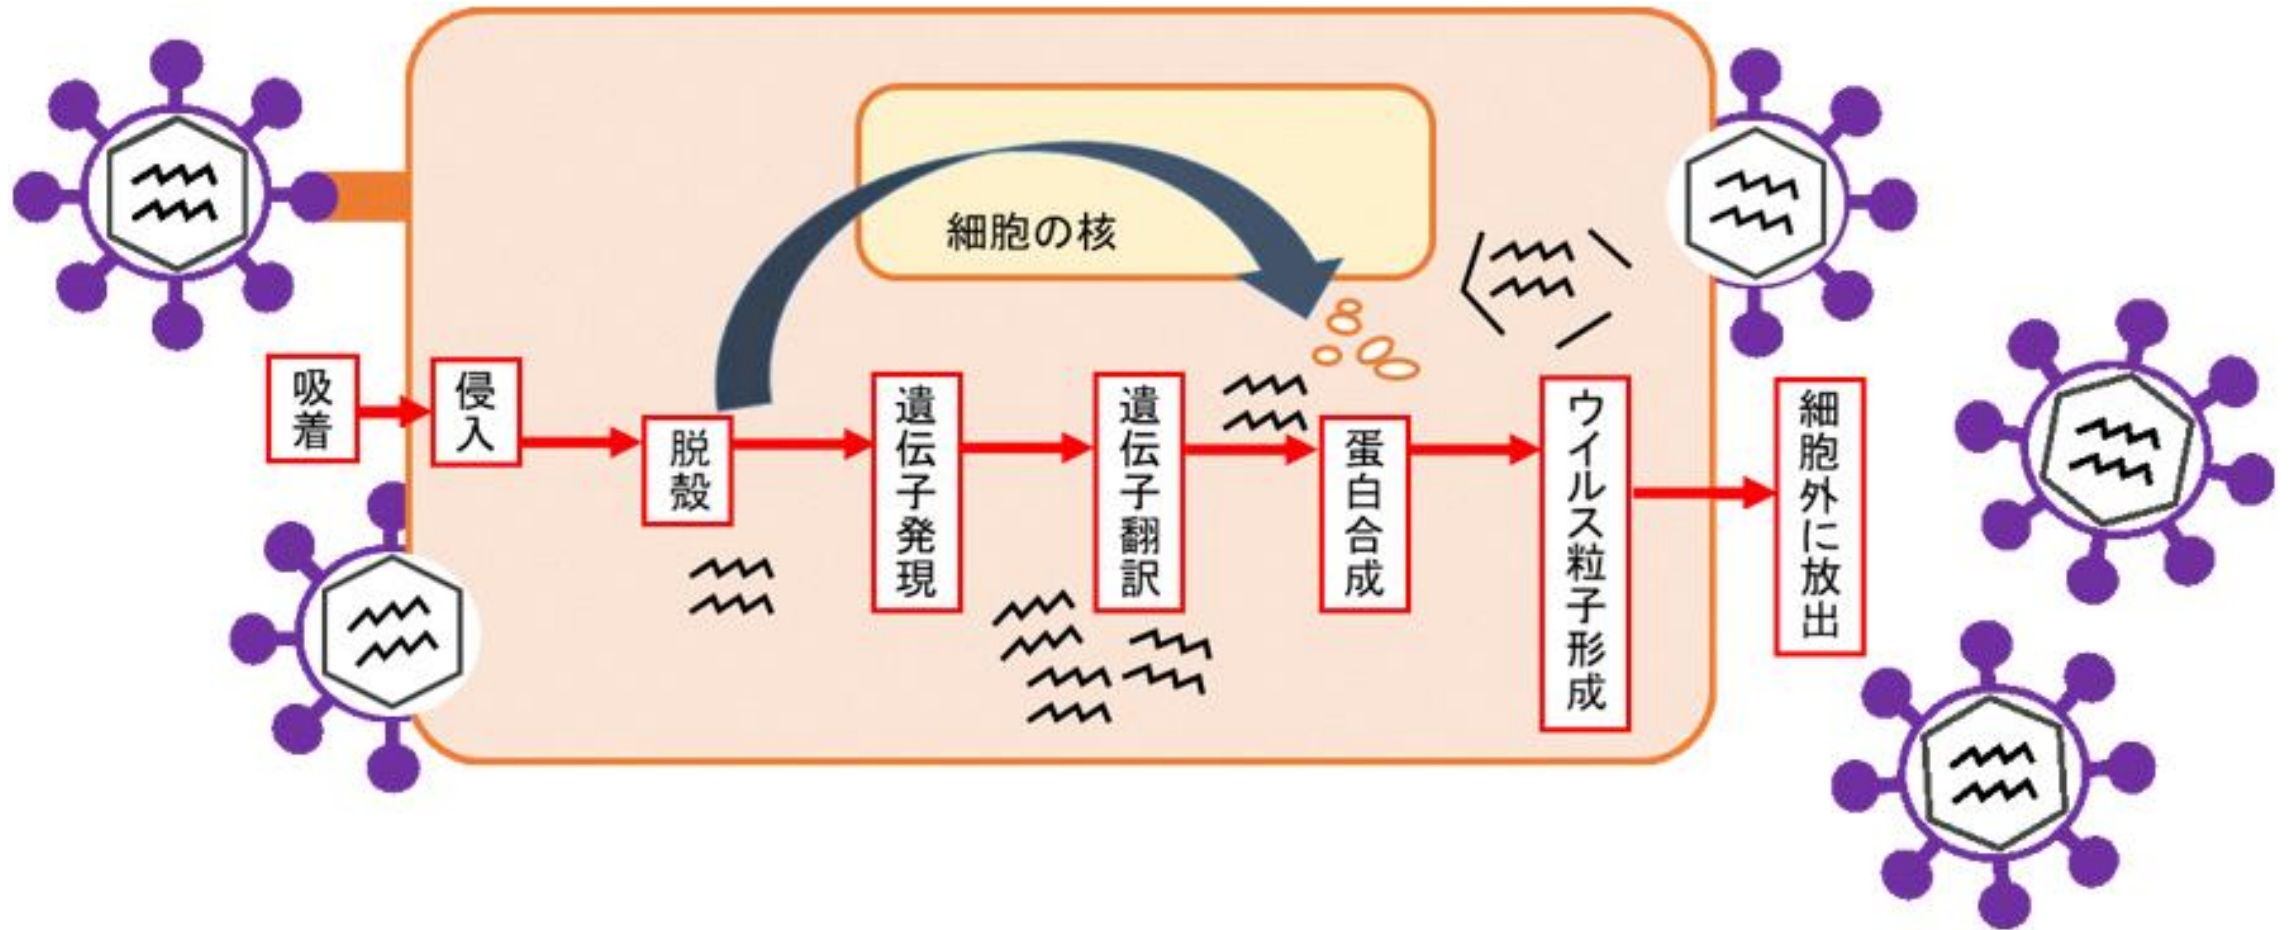 細胞の核
吸着
侵入
脱殻
遺伝子発現
遺伝子翻訳
蛋白合成
ウイルス粒子形成
細胞外に放出